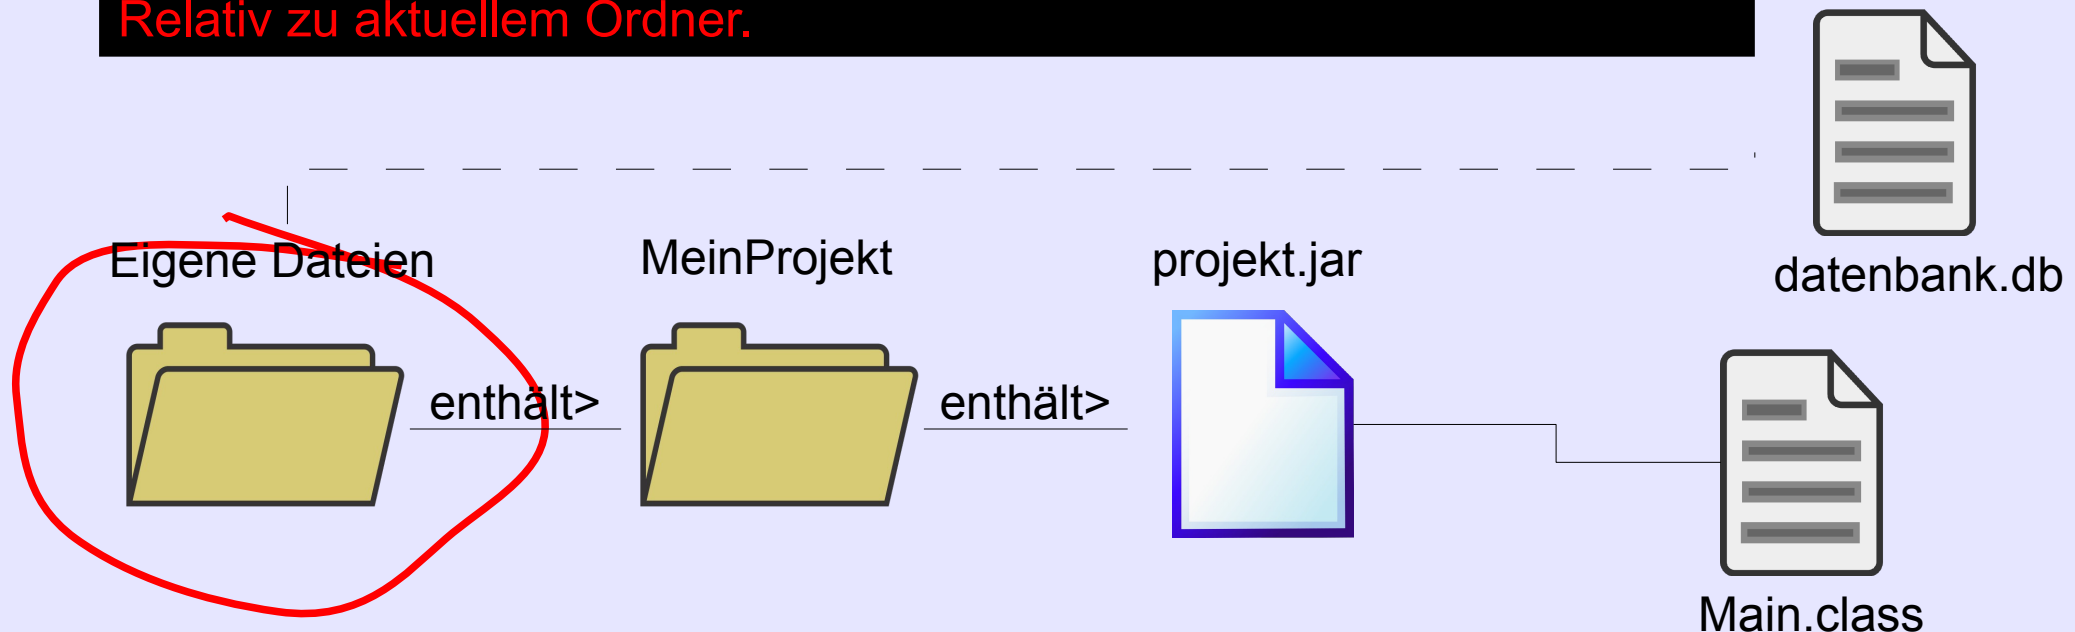 Relativ zu aktuellem Ordner.
Eigene Dateien
MeinProjekt
projekt.jar
datenbank.db
enthält>
enthält>
Main.class